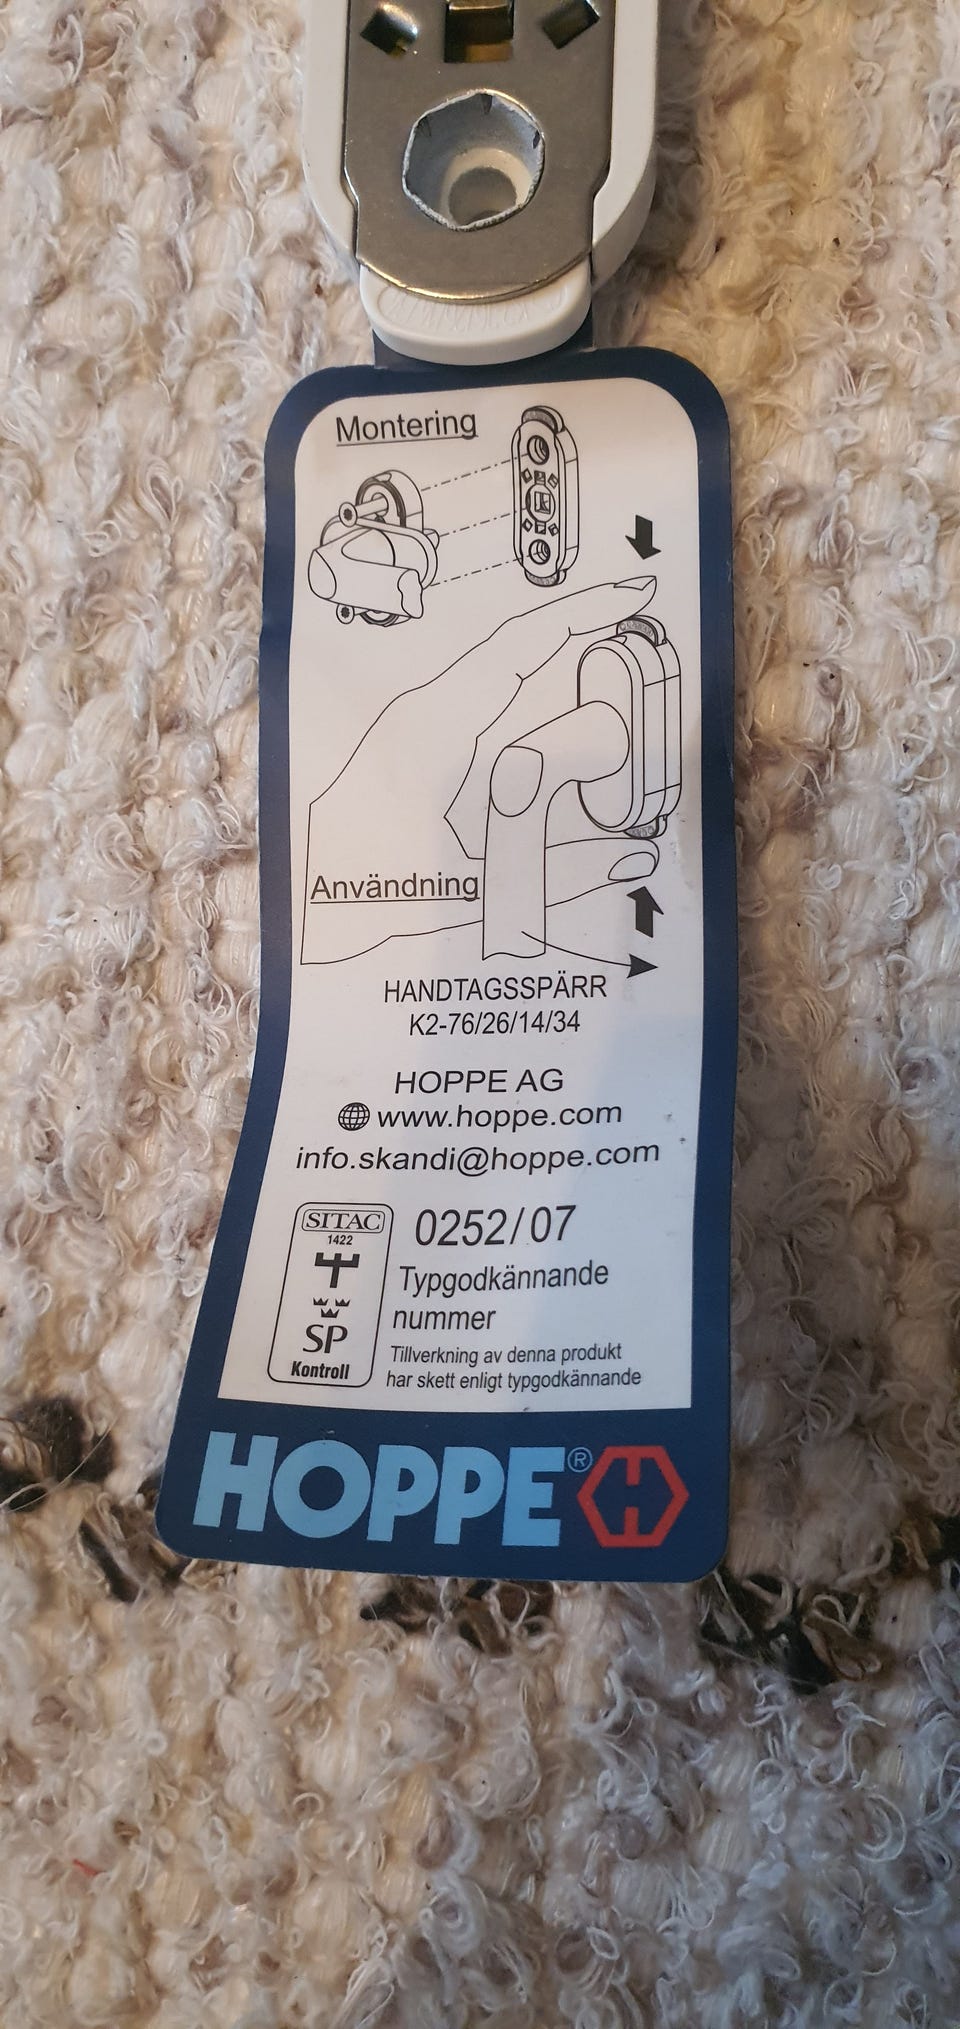 Montering
Användning
HANDTAGSSPÄRR
K2-76/26/14/34
HOPPE AG
www.hoppe.com
info.skandi@hoppe.com
SITAC
1422
SP
Kontroll
0252/07
Typgodkännande
nummer
Tillverkning av denna produkt
har skett enligt typgodkännande
HOPPE®